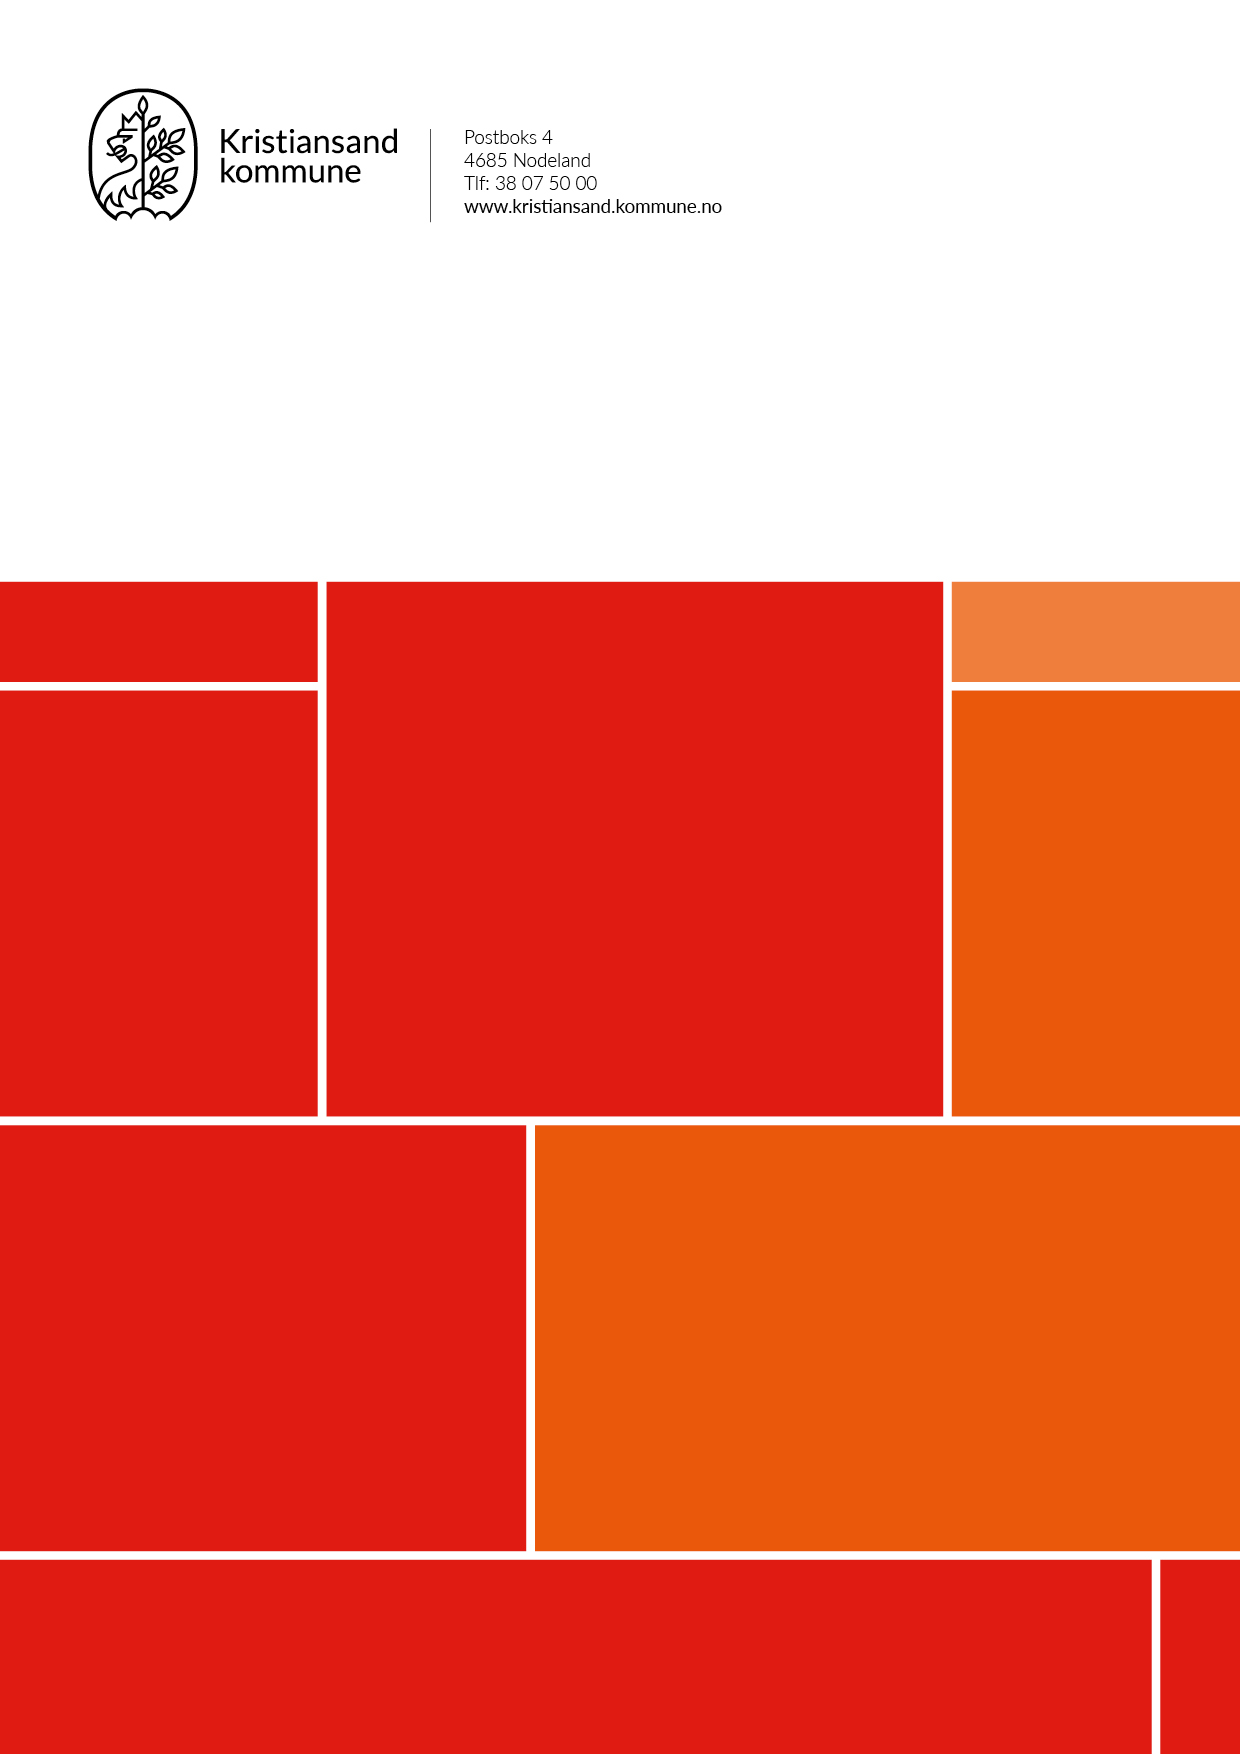 Kristiansand
kommune
Postboks 4
4685 Nodeland
Tlf: 38 07 50 00
www.kristiansand.kommune.no